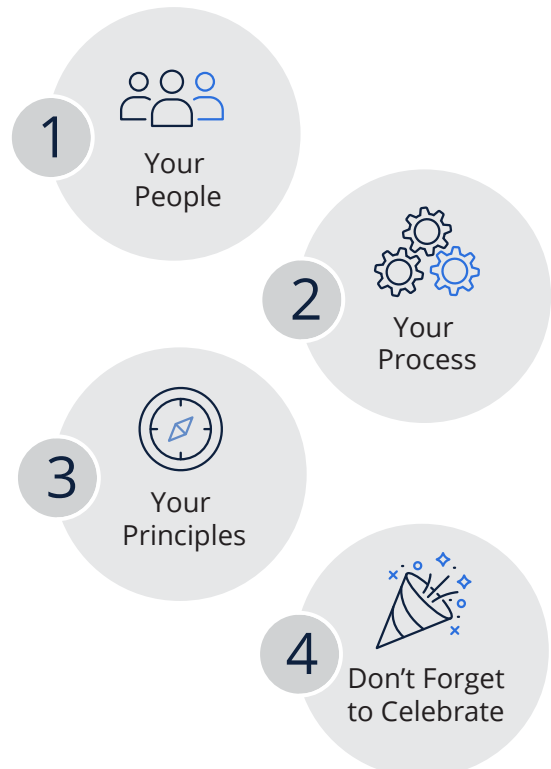 1
Your
People
2
Your
Process
3
Your
Principles
4
Don’t Forget
to Celebrate